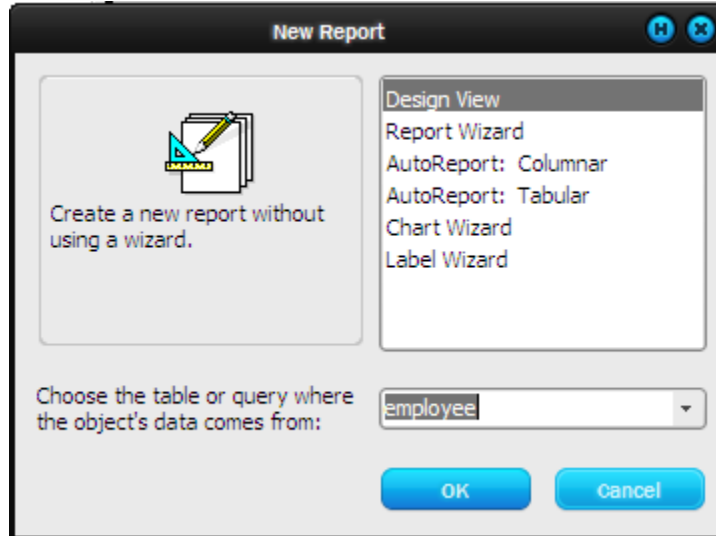 New Report
H
Design View
Report Wizard
AutoReport: Columnar
AutoReport: Tabular
Chart Wizard
Label Wizard
Create a new report without
using a wizard.
Choose the table or query where
the object's data comes from:
employee
OK
Cancel